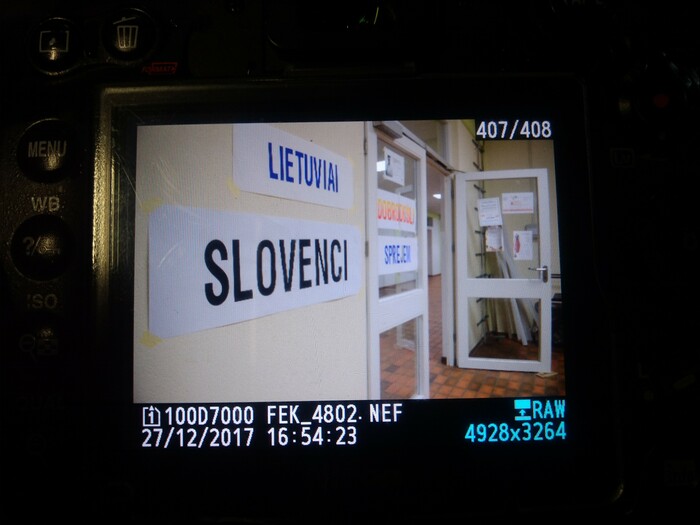 MENU
WB
ISO
407/408
LIETUVIAI
SLOVENCI
DOBRODOŠLI
SPREJEM
100D7000 FEK_4802.NEF
RAW
27/12/2017 16:54:23
4928x3264